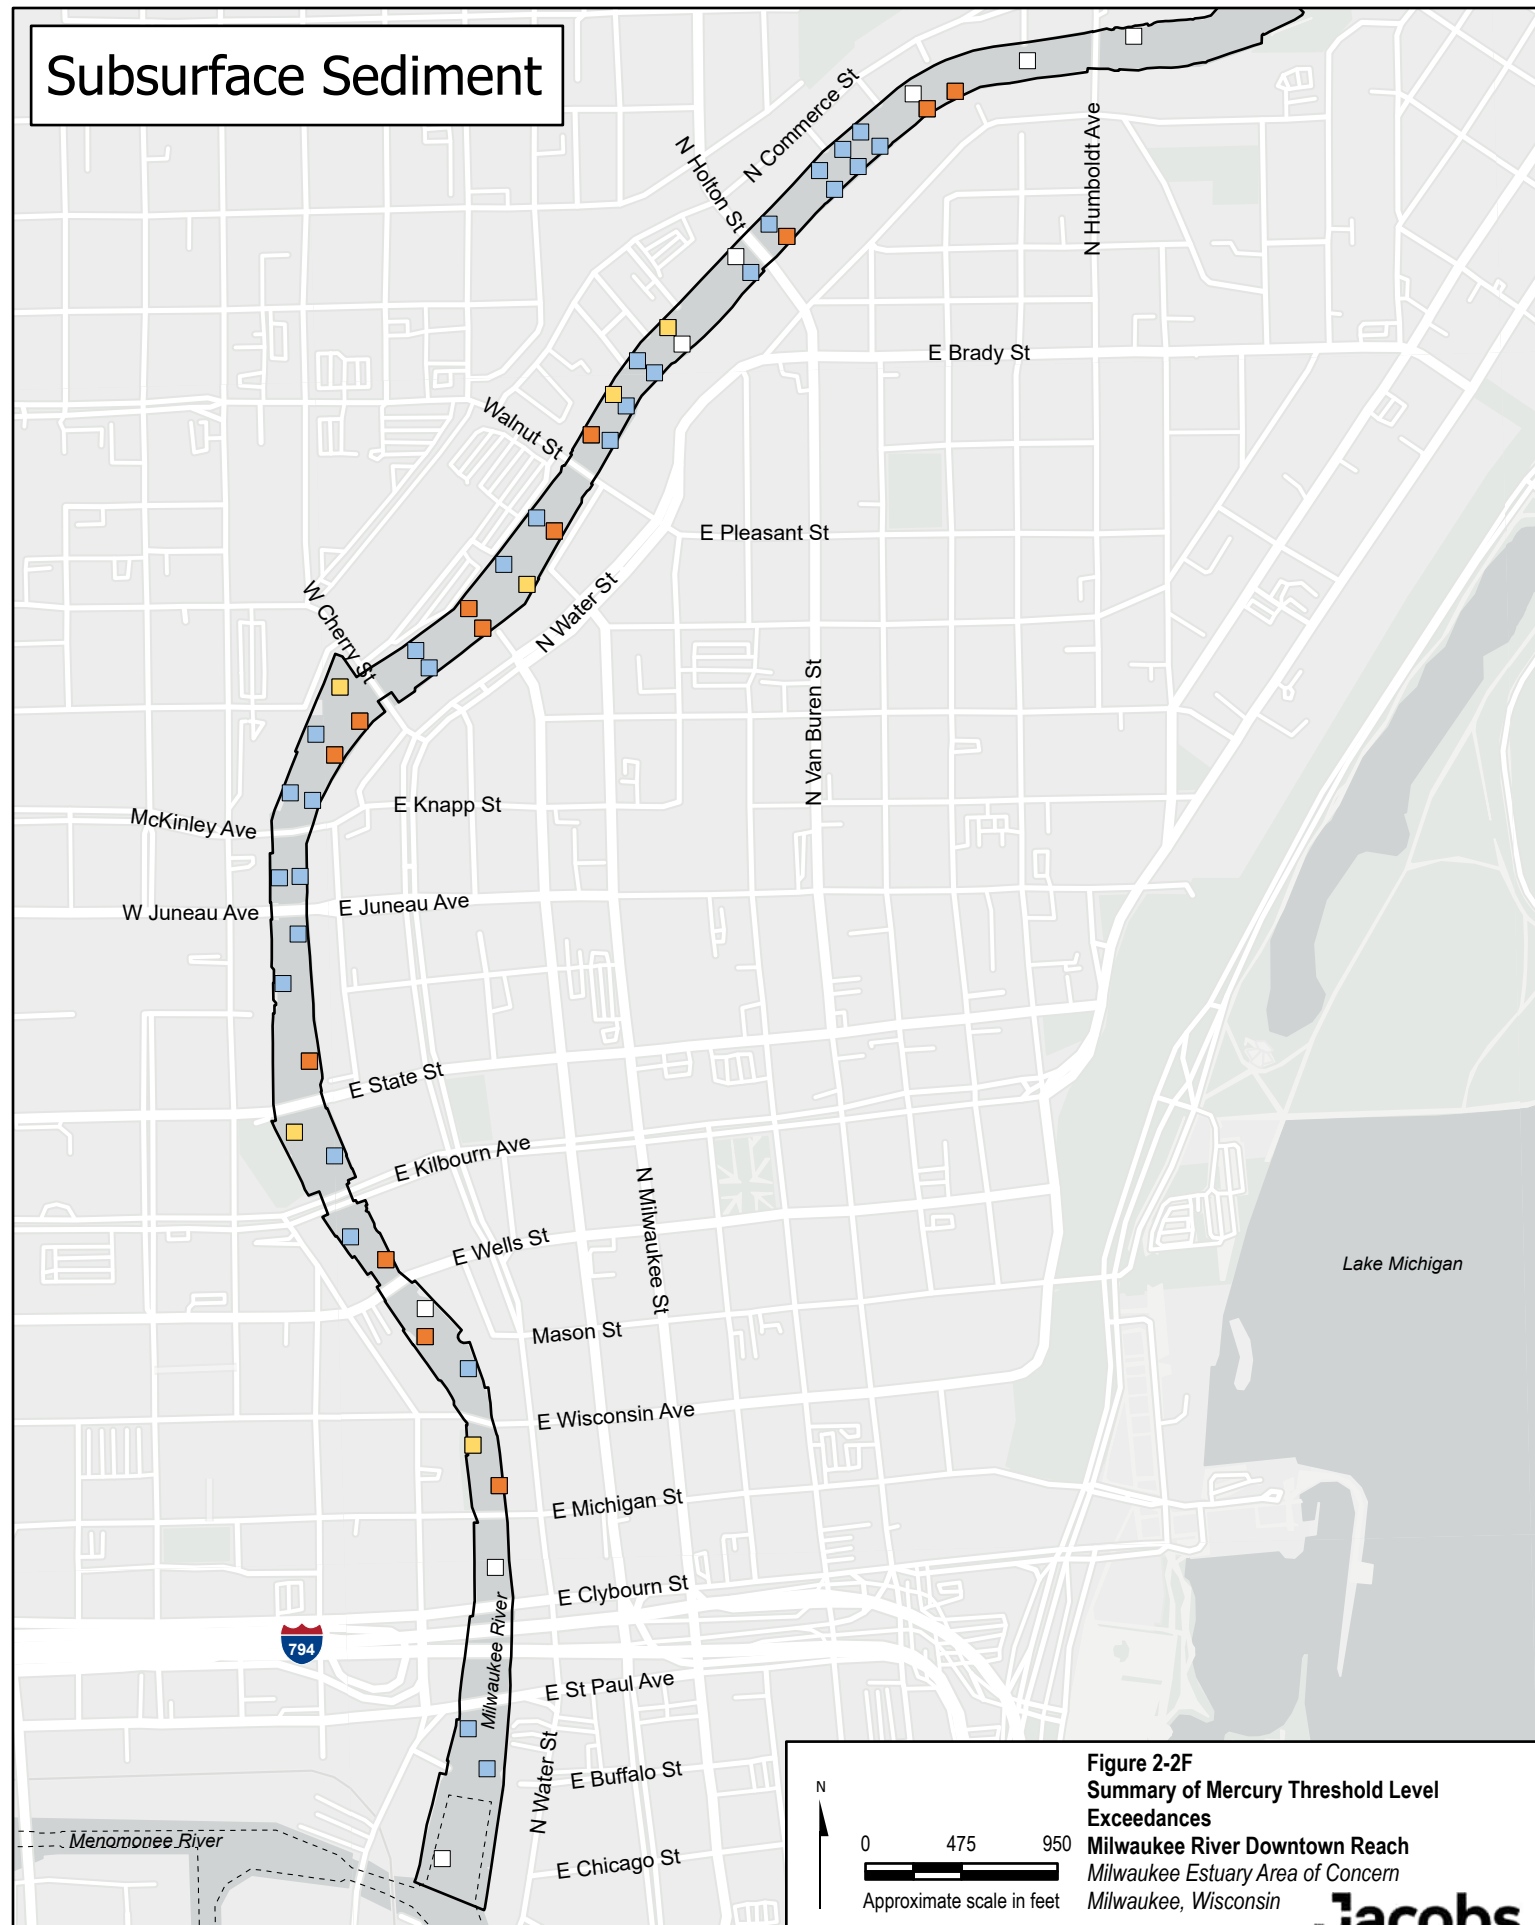 Subsurface Sediment
N Commerce St
N Holton St
N Humboldt Ave
E Brady St
Walnut St
E Pleasant St
W Cherry St
N Water St
N Van Buren St
McKinley Ave
E Knapp St
W Juneau Ave
E Juneau Ave
E State St
E Kilbourn Ave
N Milwaukee St
E Wells St
Lake Michigan
Mason St
E Wisconsin Ave
E Michigan St
E Clybourn St
794
Milwaukee River
E St Paul Ave
N Water St
E Buffalo St
Menomonee River
E Chicago St
N
0 475 950
Approximate scale in feet
Figure 2-2F
Summary of Mercury Threshold Level
Exceedances
Milwaukee River Downtown Reach
Milwaukee Estuary Area of Concern
Milwaukee, Wisconsin
Jacobs